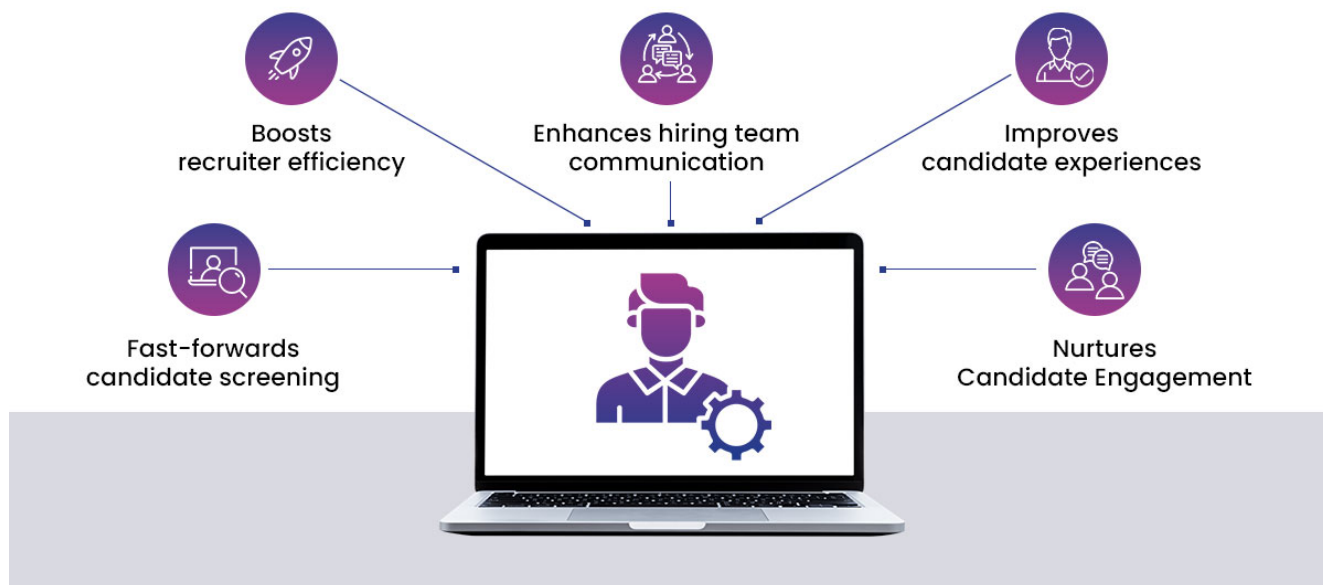 Boosts
recruiter efficiency
Enhances hiring team
communication
Improves
candidate experiences
Fast-forwards
candidate screening
Nurtures
Candidate Engagement